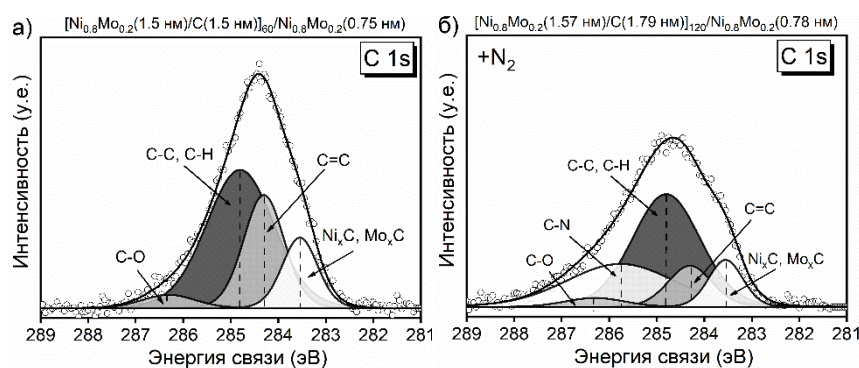 а)
[Ni0.8Mo0.2(1.5 нм)/C(1.5 нм)]60/Ni0.8Mo0.2(0.75 нм)
C 1s
Интенсивность (у.е.)
C-C, C-H
C=C
C-O
NixC, MoxC
289 288 287 286 285 284 283 282 281
Энергия связи (эВ)
б)
[Ni0.8Mo0.2(1.57 нм)/C(1.79 нм)]120/Ni0.8Mo0.2(0.78 нм)
+N2
C 1s
Интенсивность (у.е.)
C-C, C-H
C-N
C=C
C-O
NixC, MoxC
289 288 287 286 285 284 283 282 281
Энергия связи (эВ)